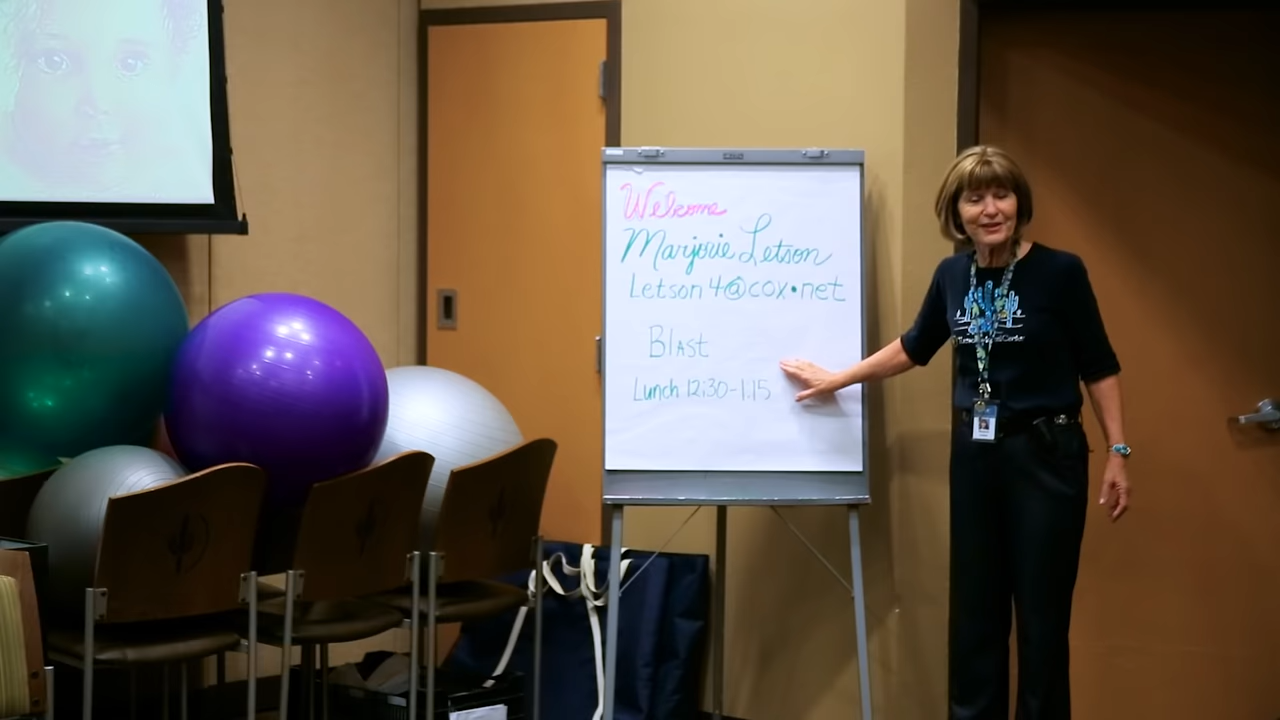 Welcome
Marjorie Letson
Letson4@cox.net
Blast
Lunch 12:30-1:15